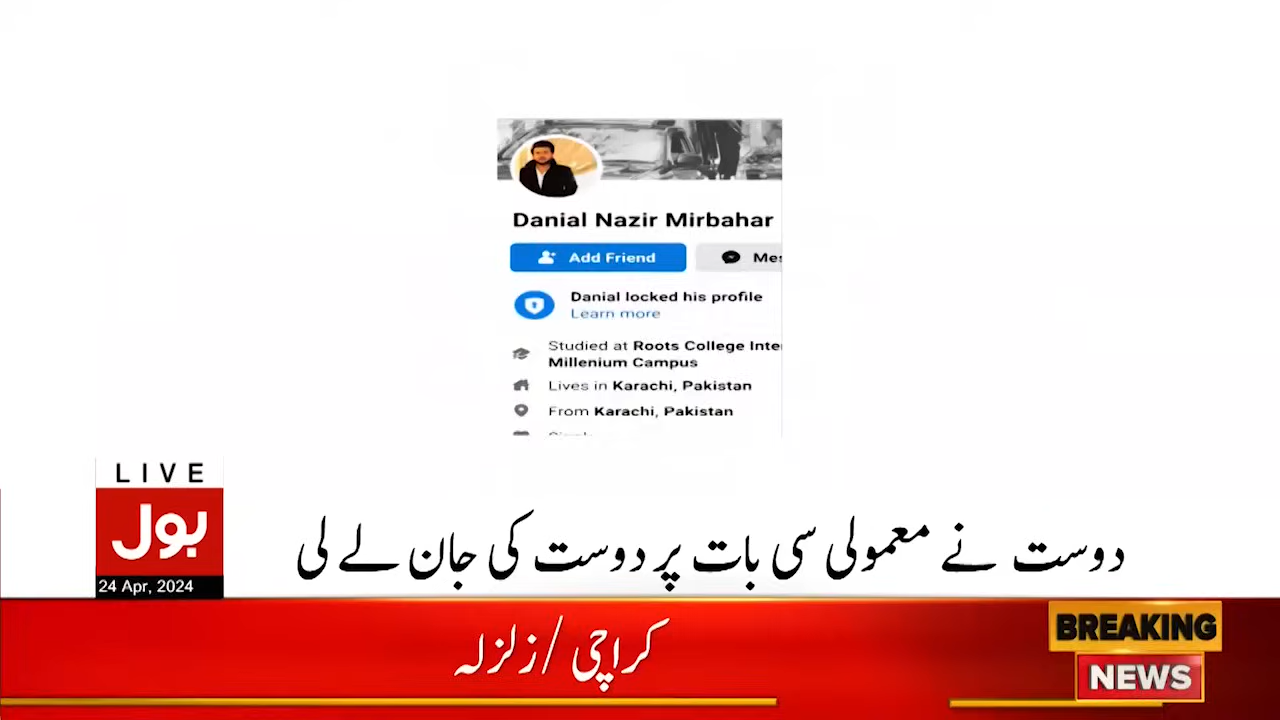 Danial Nazir Mirbahar
Add Friend
Danial locked his profile
Learn more
Studied at Roots College
Millenium Campus
Lives in Karachi, Pakistan
From Karachi, Pakistan
LIVE
بول
24 Apr, 2024
دوست نے معمولی سی بات پر دوست کی جان لے لی
کراچی / زلزلہ
BREAKING
NEWS